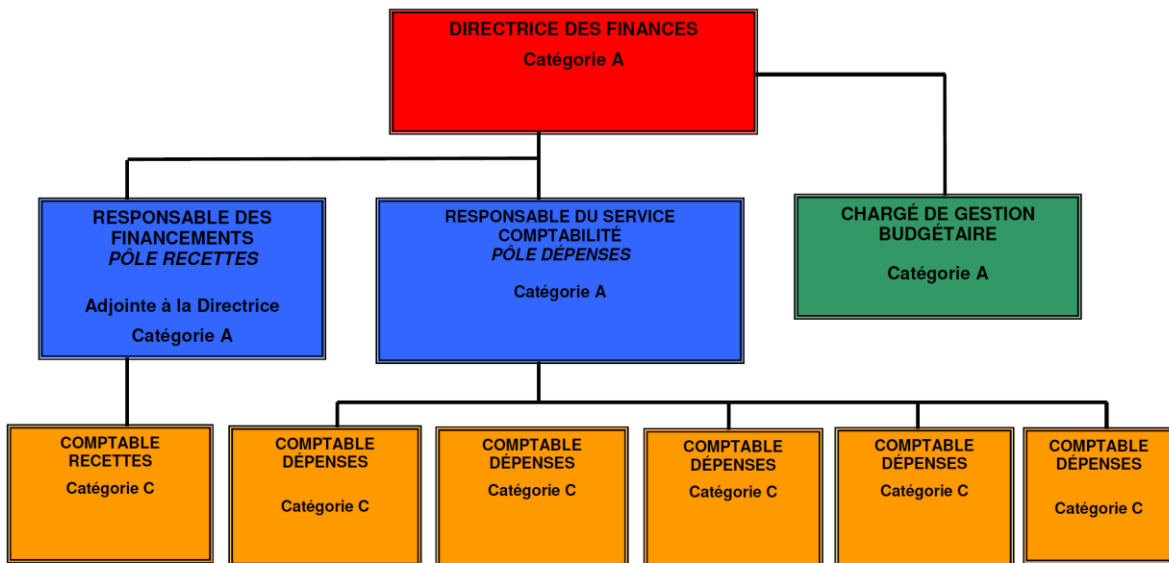 DIRECTRICE DES FINANCES
Catégorie A
RESPONSABLE DES
FINANCEMENTS
PÔLE RECETTES
Adjointe à la Directrice
Catégorie A
RESPONSABLE DU SERVICE
COMPTABILITÉ
PÔLE DÉPENSES
Catégorie A
CHARGÉ DE GESTION
BUDGÉTAIRE
Catégorie A
COMPTABLE
RECETTES
Catégorie C
COMPTABLE
DÉPENSES
Catégorie C
COMPTABLE
DÉPENSES
Catégorie C
COMPTABLE
DÉPENSES
Catégorie C
COMPTABLE
DÉPENSES
Catégorie C
COMPTABLE
DÉPENSES
Catégorie C